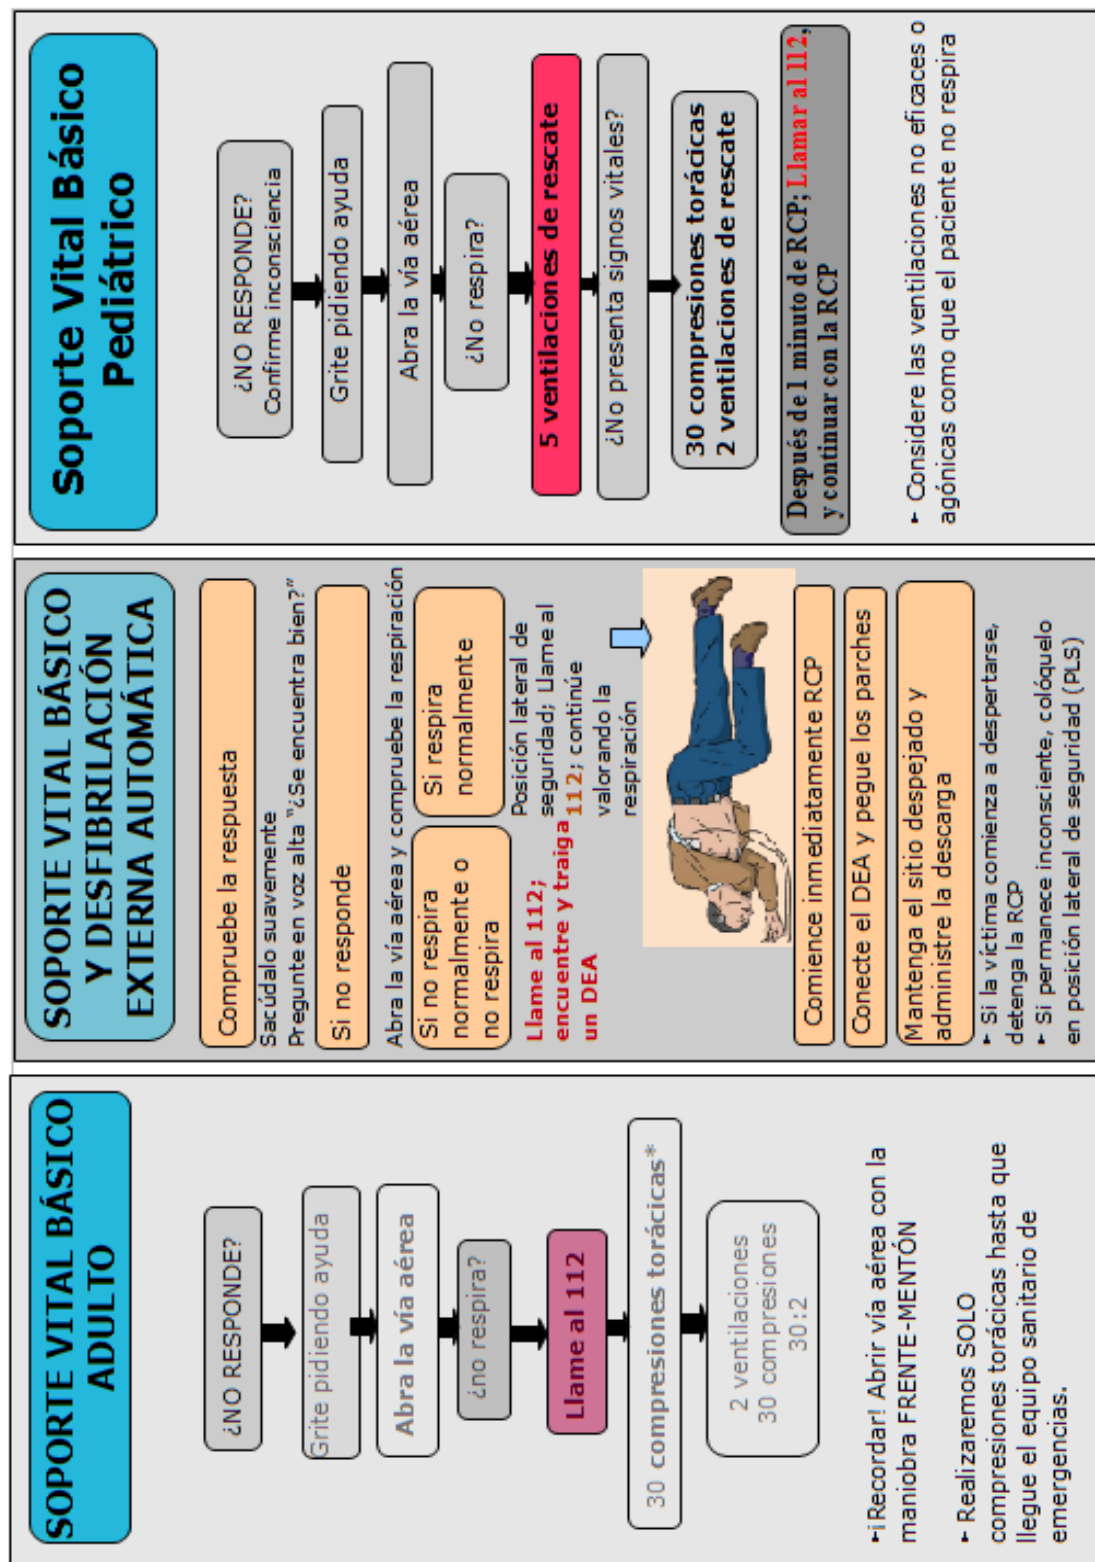 SOPORTE VITAL BÁSICO
ADULTO
¿NO RESPONDE?
Grite pidiendo ayuda
Abra la vía aérea
¿no respira?
Llame al 112
30 compresiones torácicas*
2 ventilaciones
30 compresiones
30:2
►¡Recordar! Abrir vía aérea con la
maniobra FRENTE-MENTÓN
► Realizaremos SOLO
compresiones torácicas hasta que
llegue el equipo sanitario de
emergencias.
SOPORTE VITAL BÁSICO
Y DESFIBRILACIÓN
EXTERNA AUTOMÁTICA
Compruebe la respuesta
Sacúdalo suavemente
Pregunte en voz alta "¿Se encuentra bien?"
Si no responde
Abra la vía aérea y compruebe la respiración
Si no respira
normalmente o
no respira
Llame al 112;
encuentre y traiga
un DEA
Si respira
normalmente
Posición lateral de
seguridad; Llame al
112; continúe
valorando la
respiración
Comience inmediatamente RCP
Conecte el DEA y pegue los parches
Mantenga el sitio despejado y
administre la descarga
► Si la víctima comienza a despertarse,
detenga la RCP
► Si permanece inconsciente, colóquelo
en posición lateral de seguridad (PLS)
Soporte Vital Básico
Pediátrico
¿NO RESPONDE?
Confirme inconsciencia
Grite pidiendo ayuda
Abra la vía aérea
¿No respira?
5 ventilaciones de rescate
¿No presenta signos vitales?
30 compresiones torácicas
2 ventilaciones de rescate
Después de 1 minuto de RCP; Llamar al 112,
y continuar con la RCP
► Considere las ventilaciones no eficaces o
agónicas como que el paciente no respira